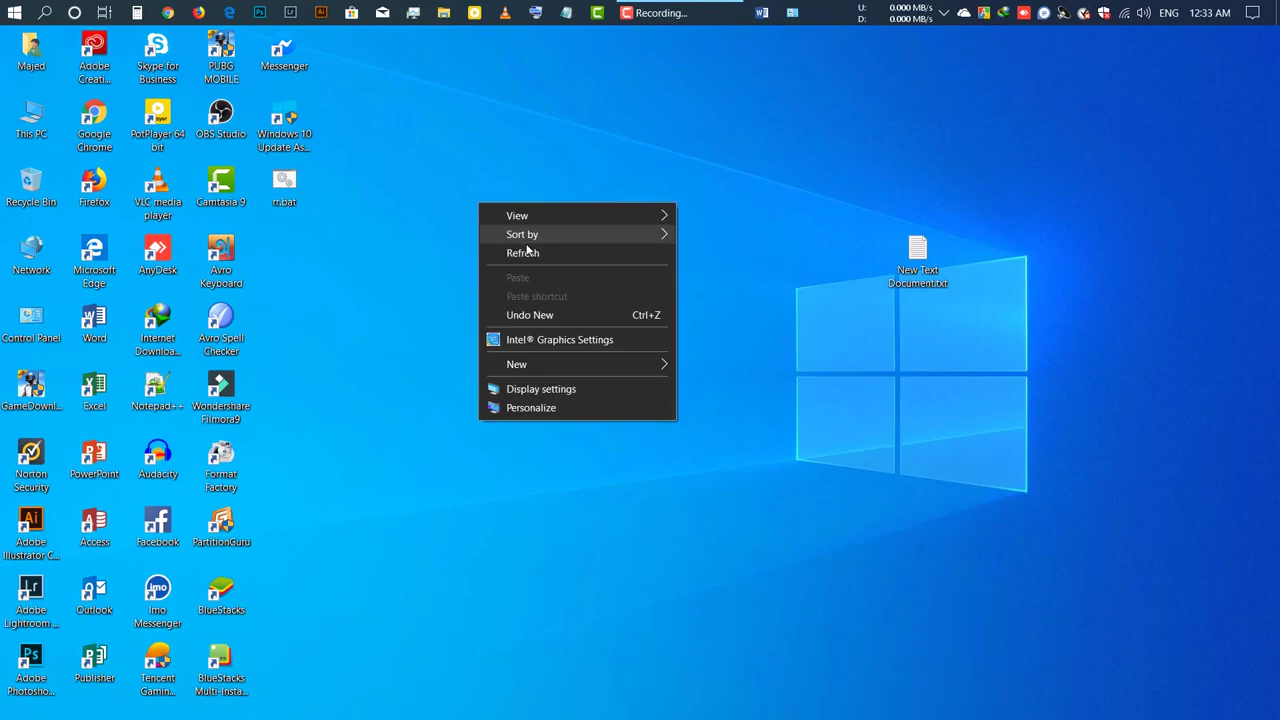 Recording...
U: 0.000 MB/s
D: 0.000 MB/s
ENG 12:33 AM
Majed
Adobe
Creati...
Skype for
Business
PUBG
MOBILE
Messenger
This PC
Google
Chrome
PotPlayer 64
bit
OBS Studio
Windows 10
Update As...
Recycle Bin
Firefox
VLC media
player
Camtasia 9
rr.bat
Network
Microsoft
Edge
AnyDesk
Avro
Keyboard
Control Panel
Word
Internet
Downloa...
Avro Spell
Checker
GameDownl...
Excel
Notepad++
Wondershare
Filmora9
Norton
Security
PowerPoint
Audacity
Format
Factory
Adobe
Illustrator C...
Access
Facebook
PartitionGuru
Adobe
Lightroom ...
Outlook
Imo
Messenger
BlueStacks
Adobe
Photosho...
Publisher
Tencent
Gamin...
BlueStacks
Multi-Insta...
View
Sort by
Refresh
Paste
Paste shortcut
Undo New Ctrl+Z
Intel® Graphics Settings
New
Display settings
Personalize
New Text
Document.txt